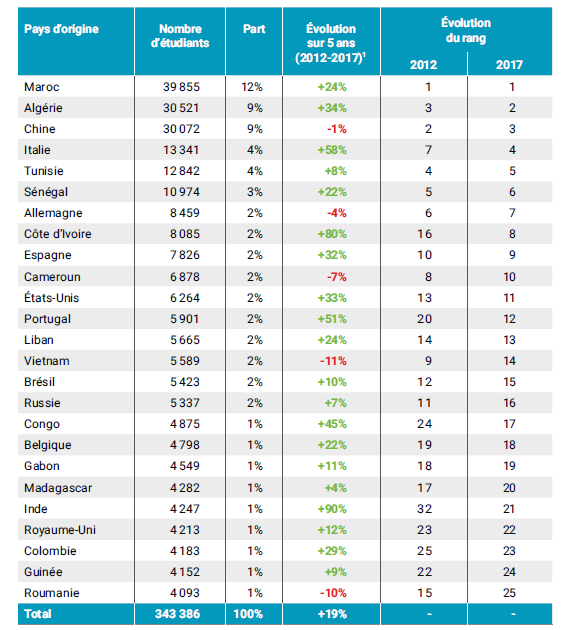 Pays d'origine Nombre d'étudiants Part Évolution sur 5 ans (2012-2017)¹ Évolution du rang
2012 2017
Maroc 39 855 12% +24% 1 1
Algérie 30 521 9% +34% 3 2
Chine 30 072 9% -1% 2 3
Italie 13 341 4% +58% 7 4
Tunisie 12 842 4% +8% 4 5
Sénégal 10 974 3% +22% 5 6
Allemagne 8 459 2% -4% 6 7
Côte d'Ivoire 8 085 2% +80% 16 8
Espagne 7 826 2% +32% 10 9
Cameroun 6 878 2% -7% 8 10
États-Unis 6 264 2% +33% 13 11
Portugal 5 901 2% +51% 20 12
Liban 5 665 2% +24% 14 13
Vietnam 5 589 2% -11% 9 14
Brésil 5 423 2% +10% 12 15
Russie 5 337 2% +7% 11 16
Congo 4 875 1% +45% 24 17
Belgique 4 798 1% +22% 19 18
Gabon 4 549 1% +11% 18 19
Madagascar 4 282 1% +4% 17 20
Inde 4 247 1% +90% 32 21
Royaume-Uni 4 213 1% +12% 23 22
Colombie 4 183 1% +29% 25 23
Guinée 4 152 1% +9% 22 24
Roumanie 4 093 1% -10% 15 25
Total 343 386 100% +19% - -